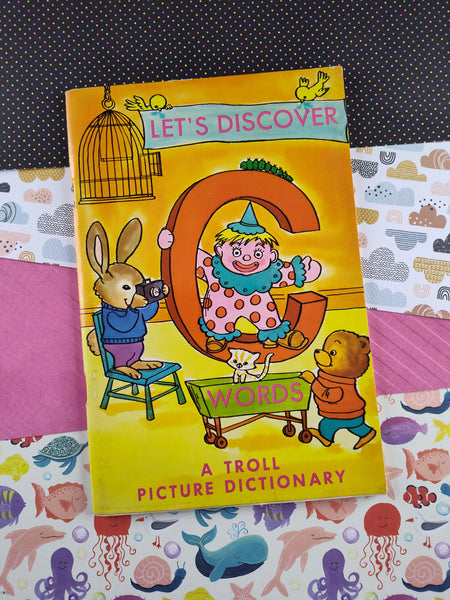 LET'S DISCOVER
C
WORDS
A TROLL
PICTURE DICTIONARY